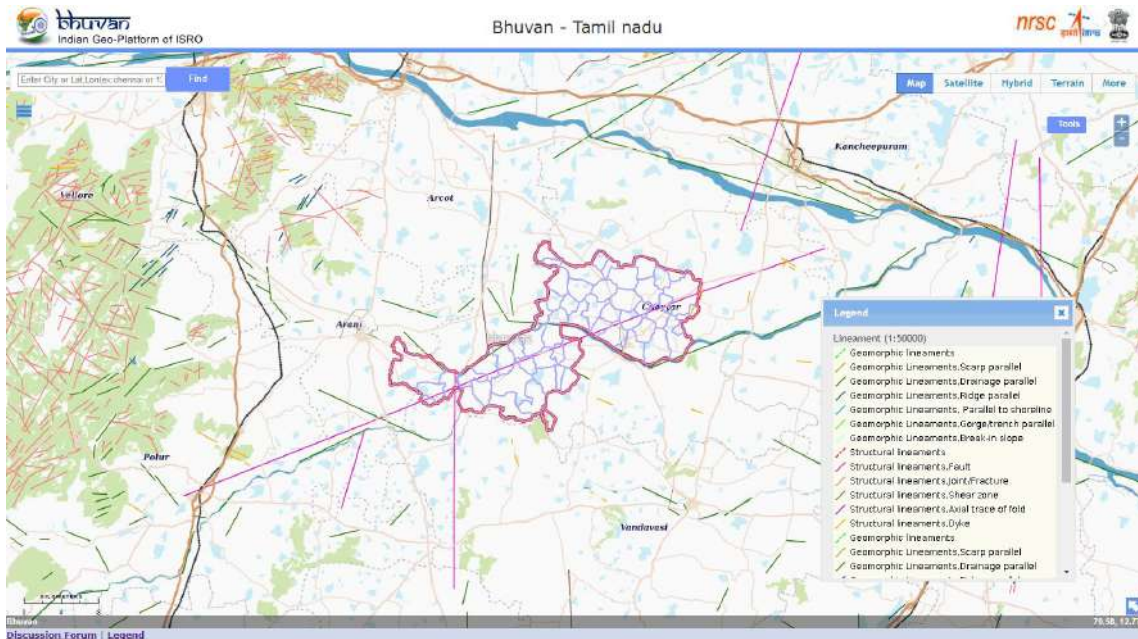 bhuvan
Indian Geo-Platform of ISRO
Bhuvan - Tamil nadu
nrsc
Find
Map
Satellite
Hybrid
Terrain
More
Tools
Kancheepuram
Vellore
Arcot
Cheyyar
Arani
Polur
Vandavasi
Legend
Lineament (1:50000)
Geomorphic lineaments
Geomorphic Lineaments,Scarp parallel
Geomorphic Lineaments,Drainage parallel
Geomorphic Lineaments,Ridge parallel
Geomorphic Lineaments, Parallel to shoreline
Geomorphic Lineaments,Gorge/trench parallel
Geomorphic Lineaments,Break-in slope
Structural lineaments
Structural lineaments,Fault
Structural lineaments,Joint/Fracture
Structural lineaments,Shear zone
Structural lineaments,Axial trace of fold
Structural lineaments,Dyke
Geomorphic lineaments
Geomorphic Lineaments,Scarp parallel
Geomorphic Lineaments,Drainage parallel
Bhuvan
Discussion Forum | Legend